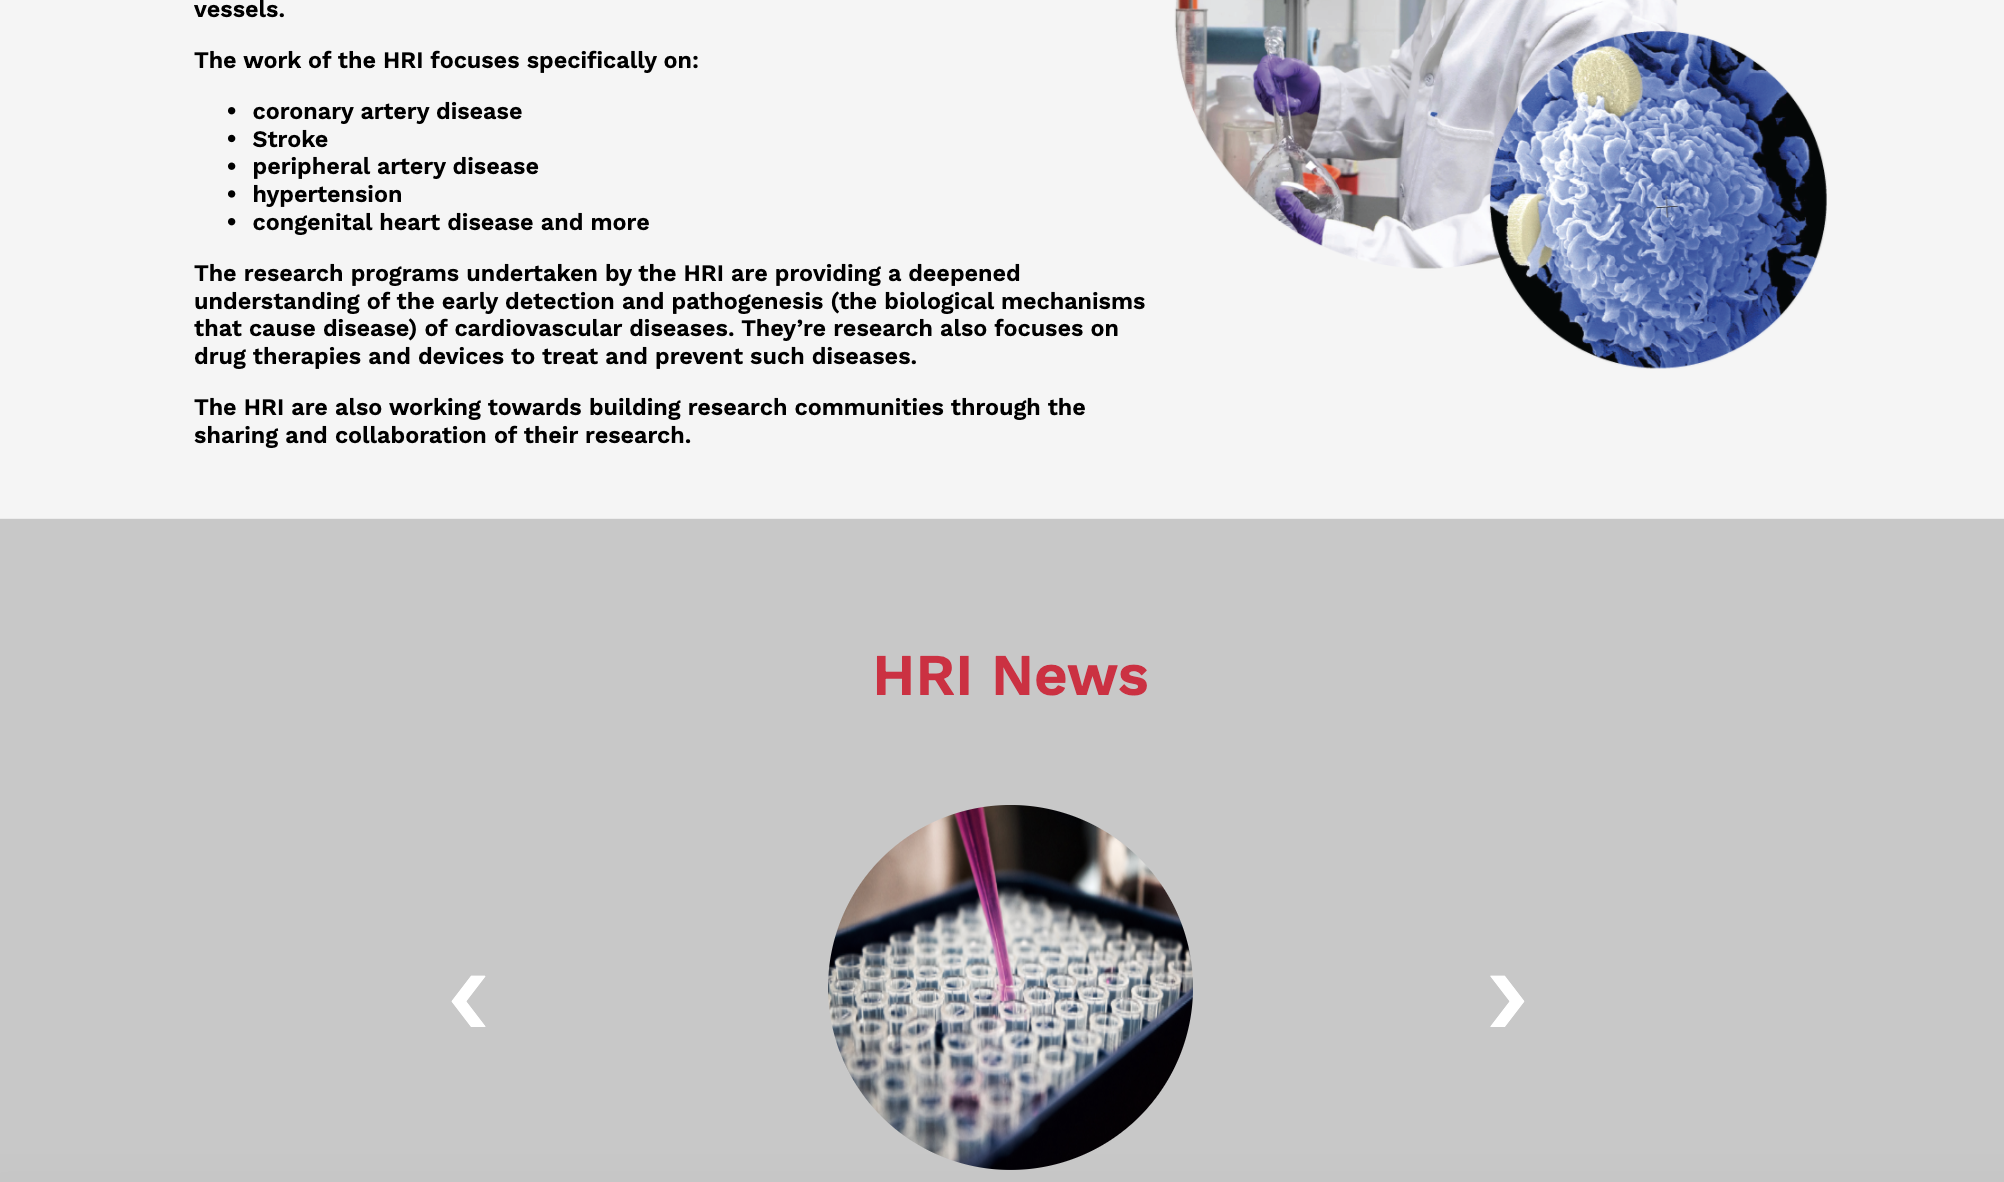 vessels.
The work of the HRI focuses specifically on:
• coronary artery disease
• Stroke
• peripheral artery disease
• hypertension
• congenital heart disease and more
The research programs undertaken by the HRI are providing a deepened
understanding of the early detection and pathogenesis (the biological mechanisms
that cause disease) of cardiovascular diseases. They’re research also focuses on
drug therapies and devices to treat and prevent such diseases.
The HRI are also working towards building research communities through the
sharing and collaboration of their research.
HRI News